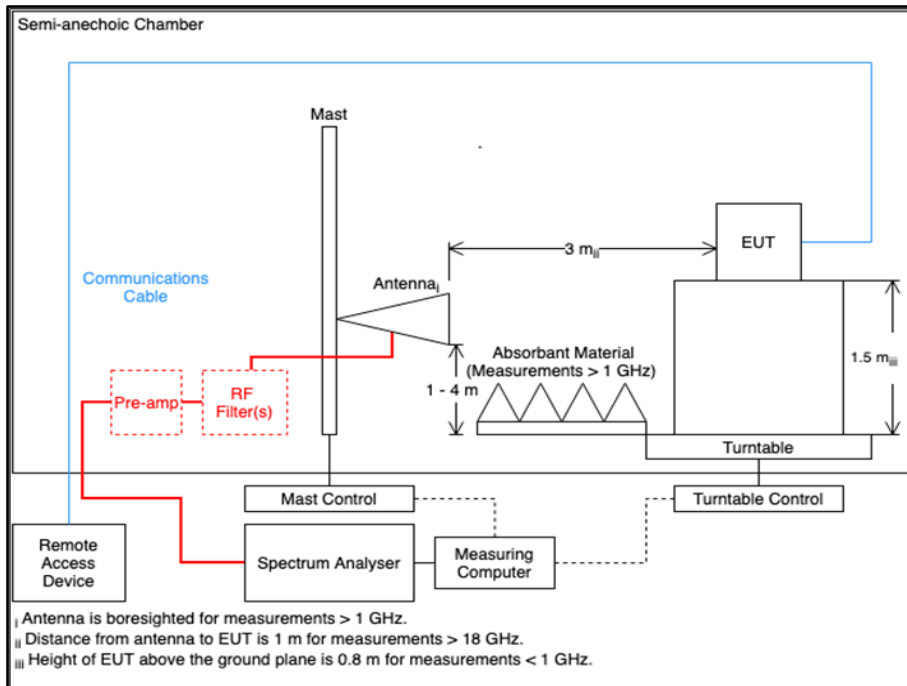 Semi-anechoic Chamber
Mast
EUT
3 m ii
Communications
Cable
Antenna i
Absorbant Material
(Measurements > 1 GHz)
1.5 m iii
1 - 4 m
Pre-amp
RF
Filter(s)
Turntable
Mast Control
Turntable Control
Remote
Access
Device
Spectrum Analyser
Measuring
Computer
i Antenna is boresighted for measurements > 1 GHz.
ii Distance from antenna to EUT is 1 m for measurements > 18 GHz.
iii Height of EUT above the ground plane is 0.8 m for measurements < 1 GHz.